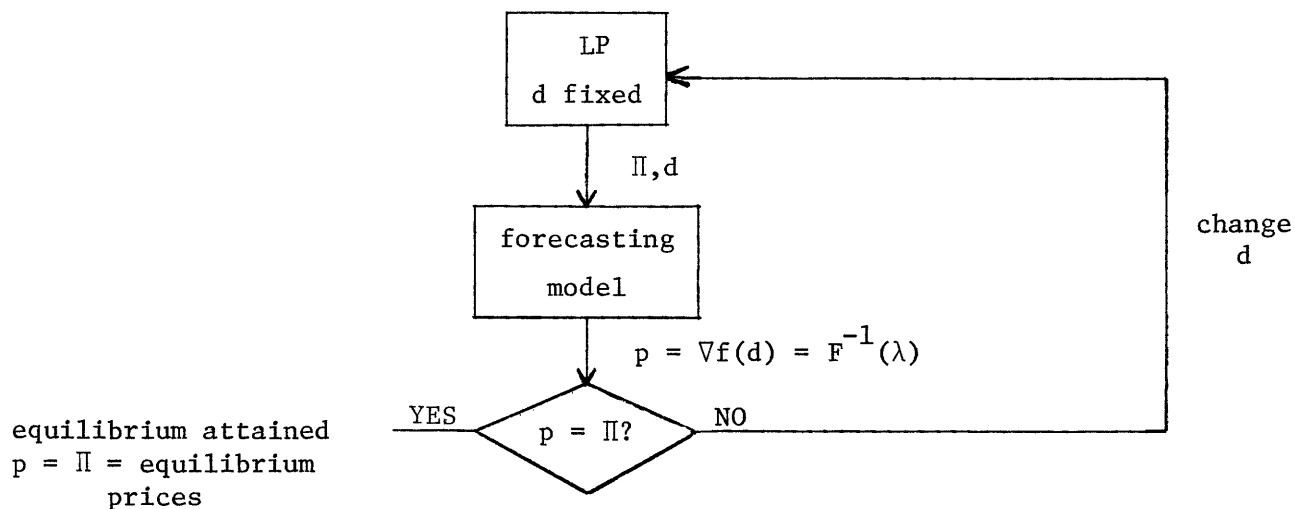 LP
d fixed
Π,d
forecasting
model
change
d
p = ∇f(d) = F⁻¹(λ)
YES
p = Π?
NO
equilibrium attained
p = Π = equilibrium
prices